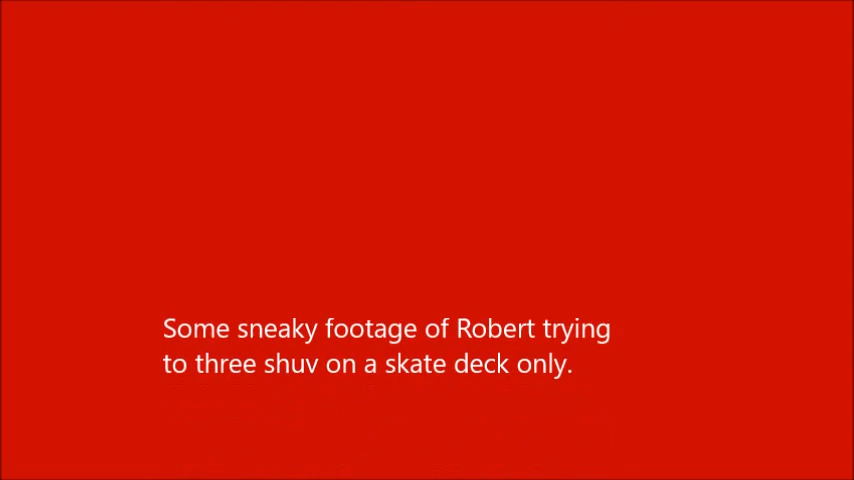 Some sneaky footage of Robert trying
to three shuv on a skate deck only.